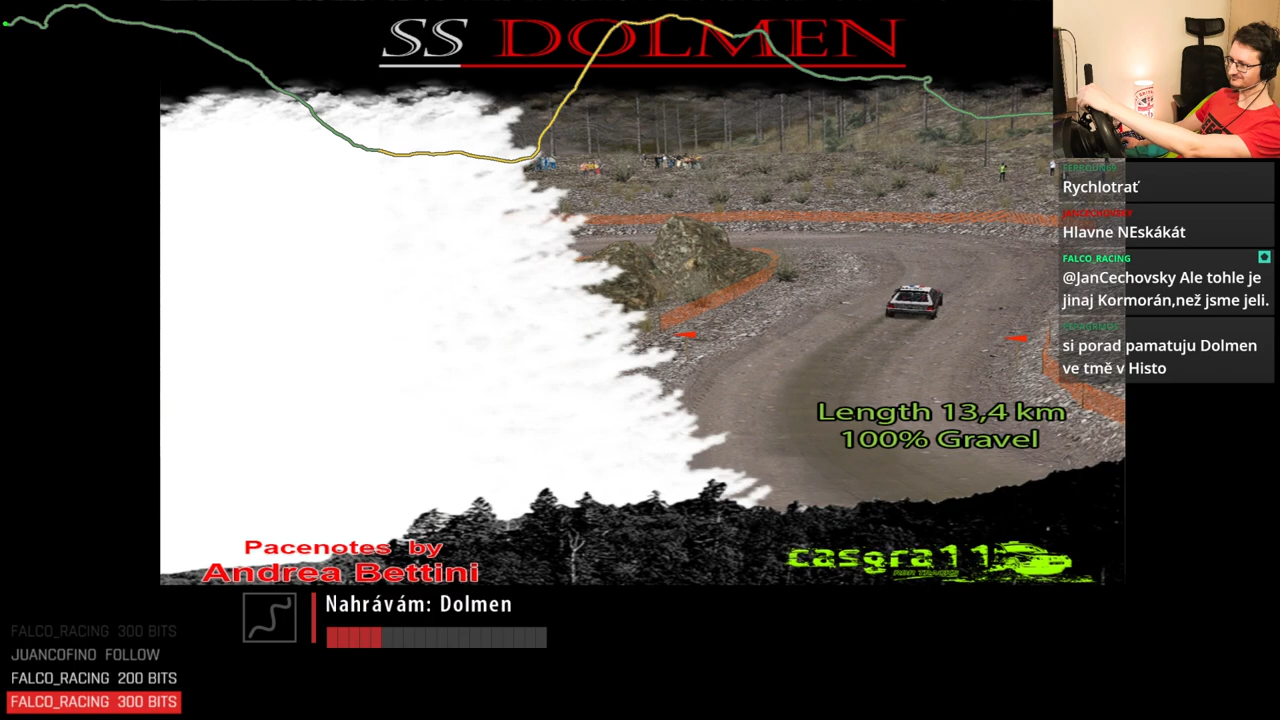 SS DOLMEN
Rychlotrať
JANCECHOVSKY
Hlavne NEskákát
FALCO_RACING
@JanCechovsky Ale tohle je
jinaj Kormorán,než jsme jeli.
si porad pamatuju Dolmen
ve tmě v Histo
Length 13,4 km
100% Gravel
Pacenotes by
Andrea Bettini
casgra11
Nahrávám: Dolmen
FALCO_RACING 300 BITS
JUANCOFINO FOLLOW
FALCO_RACING 200 BITS
FALCO_RACING 300 BITS